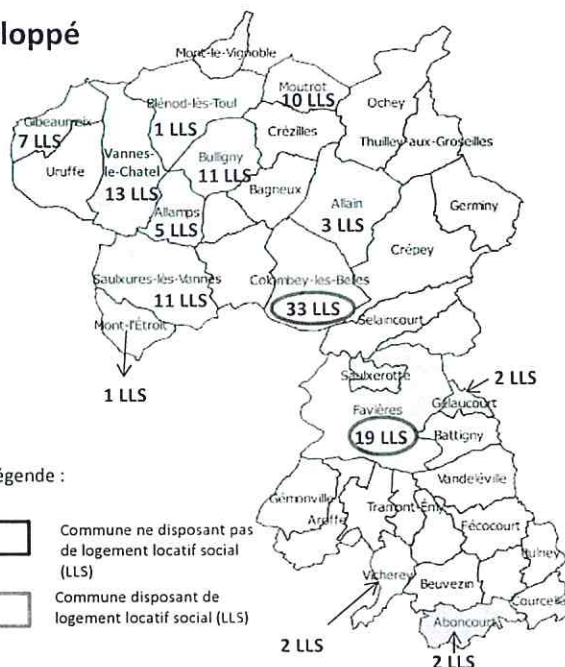 loppé
Mont-le-Vignoble
Moutrot
10 LLS
Ochey
Blénod-lès-Toul
1 LLS
Gibeaumeix
7 LLS
Crézilles
Thuilley-aux-Groseilles
Uruffe
Vannes-
le-Chatel
13 LLS
Bulligny
11 LLS
Bagneux
Allain
3 LLS
Germiny
Allamps
5 LLS
Crépey
Saulxures-lès-Vannes
11 LLS
Colombey-les-Belles
33 LLS
Mont-l'Étroit
1 LLS
Selaincourt
Saulxerotte
2 LLS
Gélaucourt
Favières
19 LLS
Battigny
Vandeléville
égende :
Gémonville
Aroffe
Tramont-Émy
Fécocourt
Commune ne disposant pas
de logement locatif social
(LLS)
Vicherey
Beuvezin
Courcelle
Commune disposant de
logement locatif social (LLS)
Aboncourt
2 LLS
2 LLS